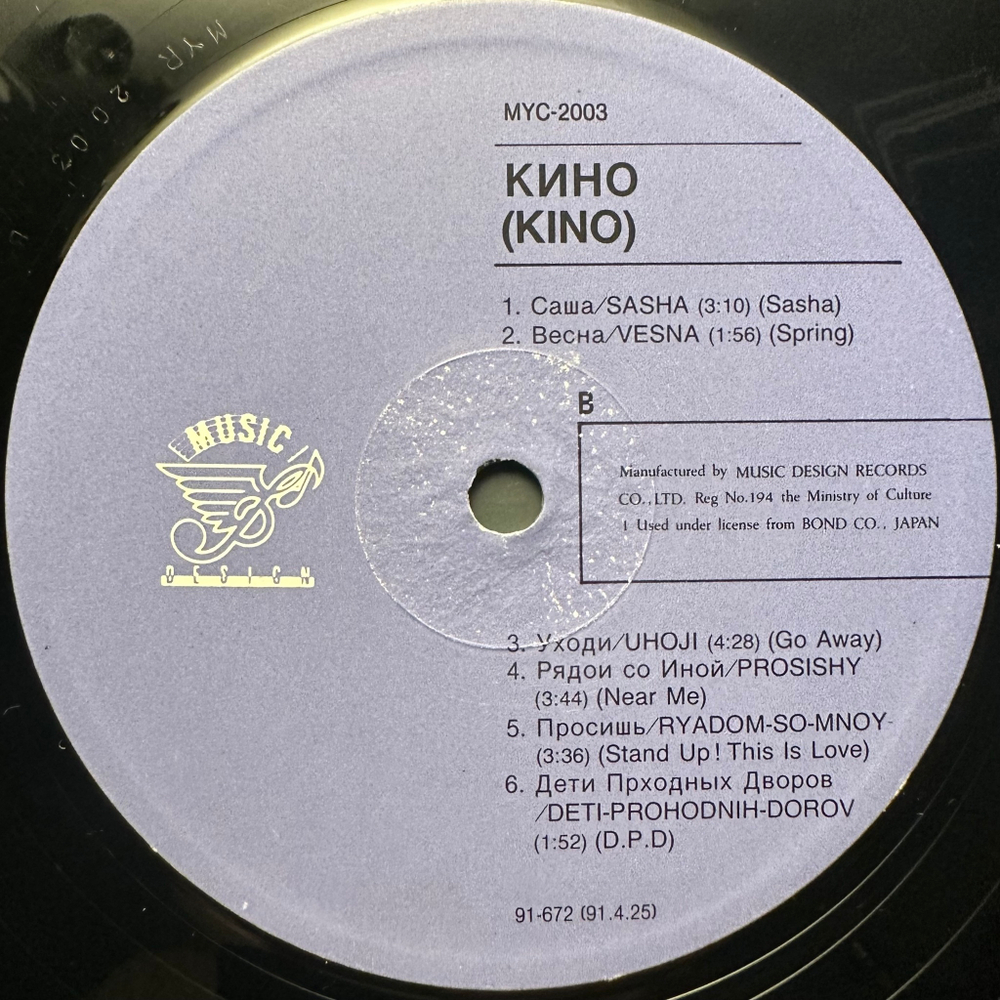 MYR 2003
MYC-2003
КИНО
(KINO)
1. Саша/SASHA (3:10) (Sasha)
2. Весна/VESNA (1:56) (Spring)
B
Manufactured by MUSIC DESIGN RECORDS
CO., LTD. Reg No.194 the Ministry of Culture
Used under license from BOND CO., JAPAN
MUSIC
DESIGN
3. Уходи/UHOJI (4:28) (Go Away)
4. Рядои со Иной/PROSISHY
(3:44) (Near Me)
5. Просишь/RYADOM-SO-MNOY
(3:36) (Stand Up! This Is Love)
6. Дети Прходных Дворов
/DETI-PROHODNIH-DOROV
(1:52) (D.P.D)
91-672 (91.4.25)